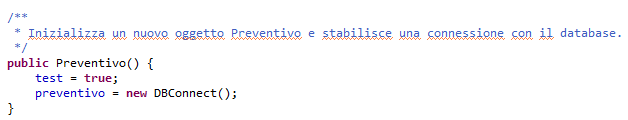 /**
 * Inizializza un nuovo oggetto Preventivo e stabilisce una connessione con il database.
 */
public Preventivo() {
    test = true;
    preventivo = new DBConnect();
}